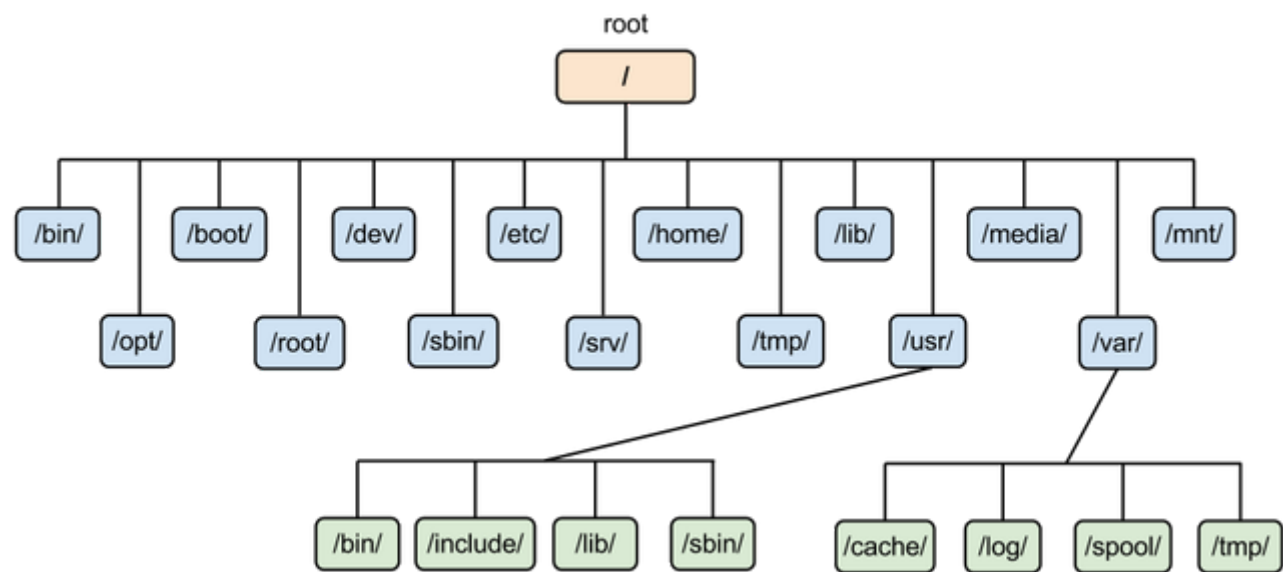 root
/
/bin/
/boot/
/dev/
/etc/
/home/
/lib/
/media/
/mnt/
/opt/
/root/
/sbin/
/srv/
/tmp/
/usr/
/var/
/bin/
/include/
/lib/
/sbin/
/cache/
/log/
/spool/
/tmp/